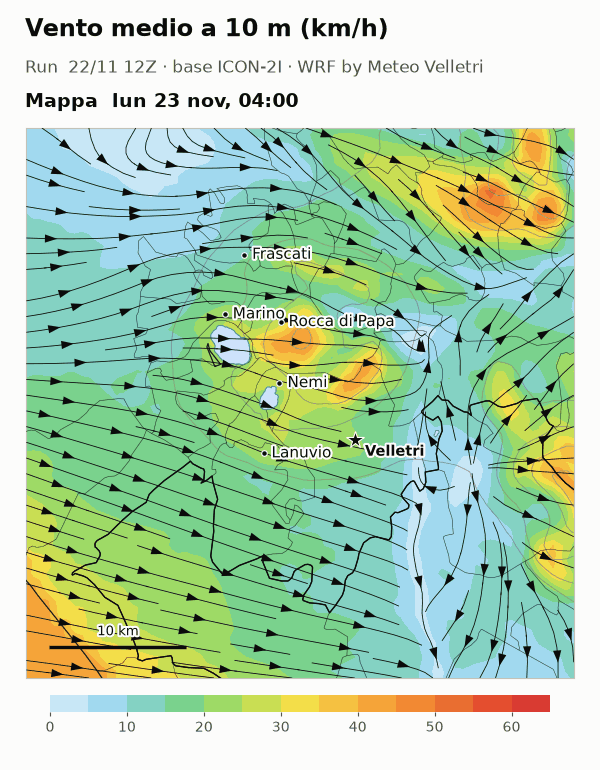 Vento medio a 10 m (km/h)
Run  22/11 12Z · base ICON-2I · WRF by Meteo Velletri
Mappa  lun 23 nov, 04:00
Frascati
Marino
Rocca di Papa
Nemi
Velletri
Lanuvio
10 km
0 10 20 30 40 50 60